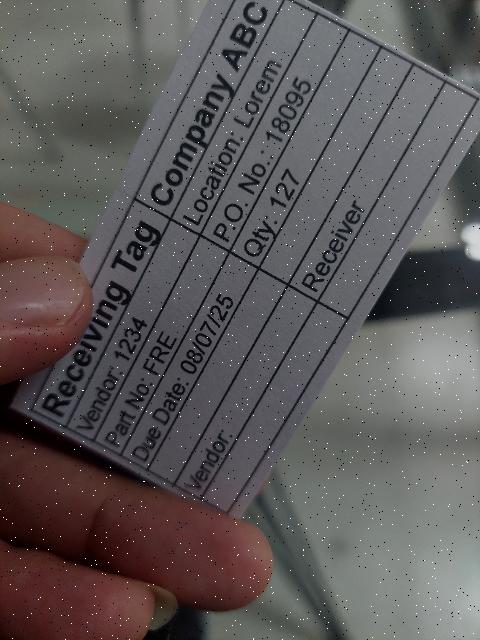 Receiving Tag Company ABC
Vendor: 1234 Location: Lorem
Part No: FRE P.O. No.: 18095
Due Date: 08/07/25 Qty: 127
Vendor: Receiver